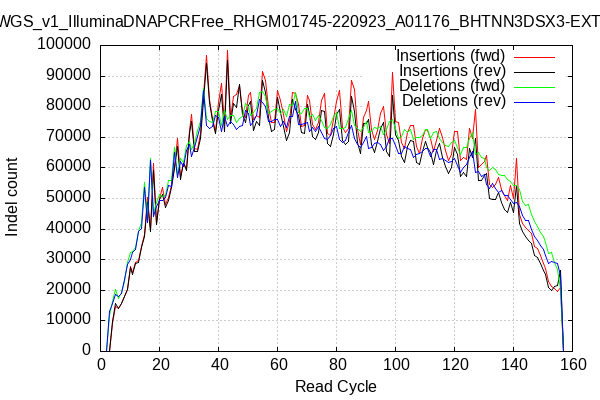 WGS_v1_IlluminaDNAPCRFree_RHGM01745-220923_A01176_BHTNN3DSX3-EXT
Insertions (fwd)
Insertions (rev)
Deletions (fwd)
Deletions (rev)
100000
90000
80000
70000
60000
50000
40000
30000
20000
10000
0
Indel count
0 20 40 60 80 100 120 140 160
Read Cycle